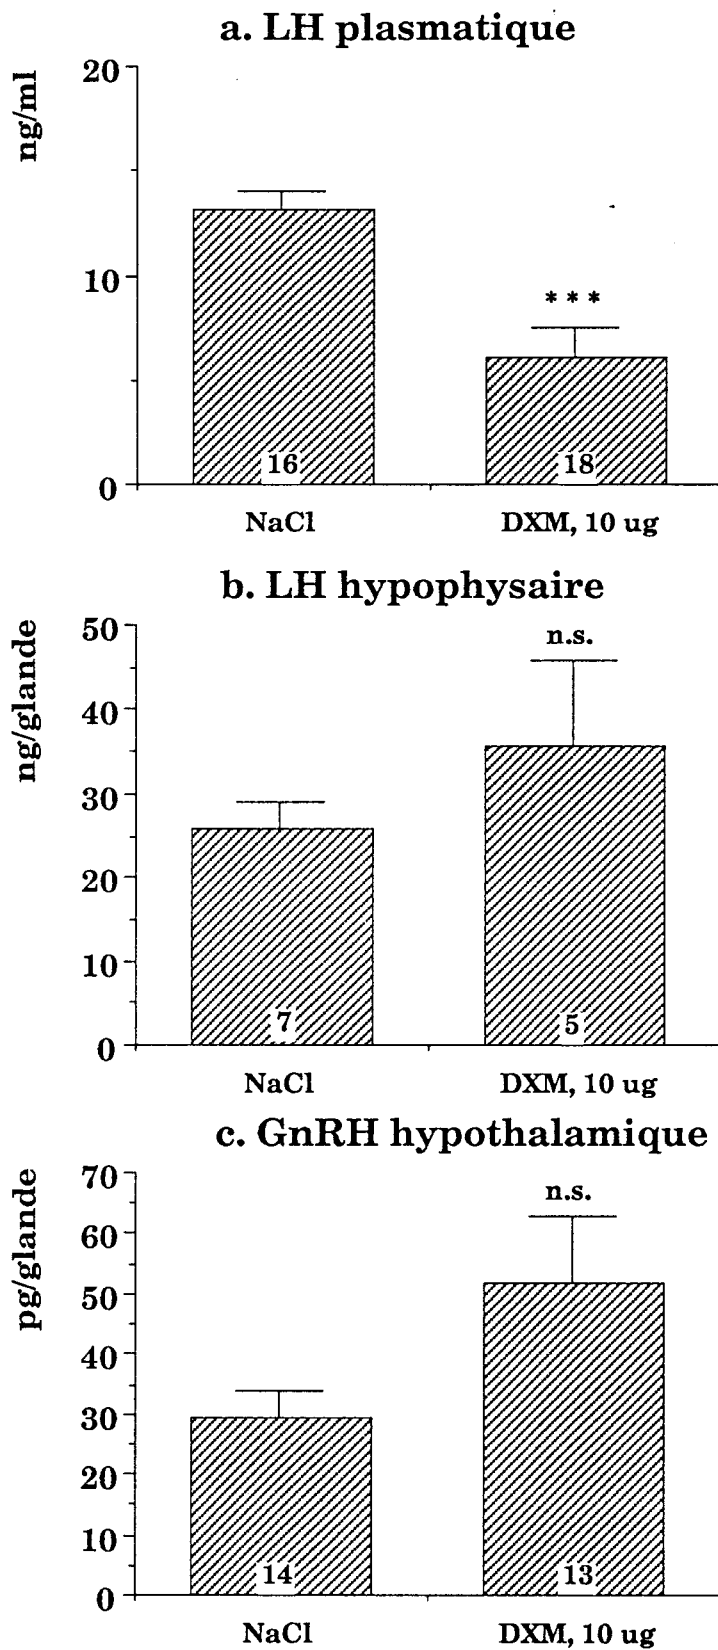 a. LH plasmatique
ng/ml
20
10
0
***
16
18
NaCl
DXM, 10 ug
b. LH hypophysaire
ng/glande
50
40
30
20
10
0
n.s.
7
5
NaCl
DXM, 10 ug
c. GnRH hypothalamique
pg/glande
70
60
50
40
30
20
10
0
n.s.
14
13
NaCl
DXM, 10 ug